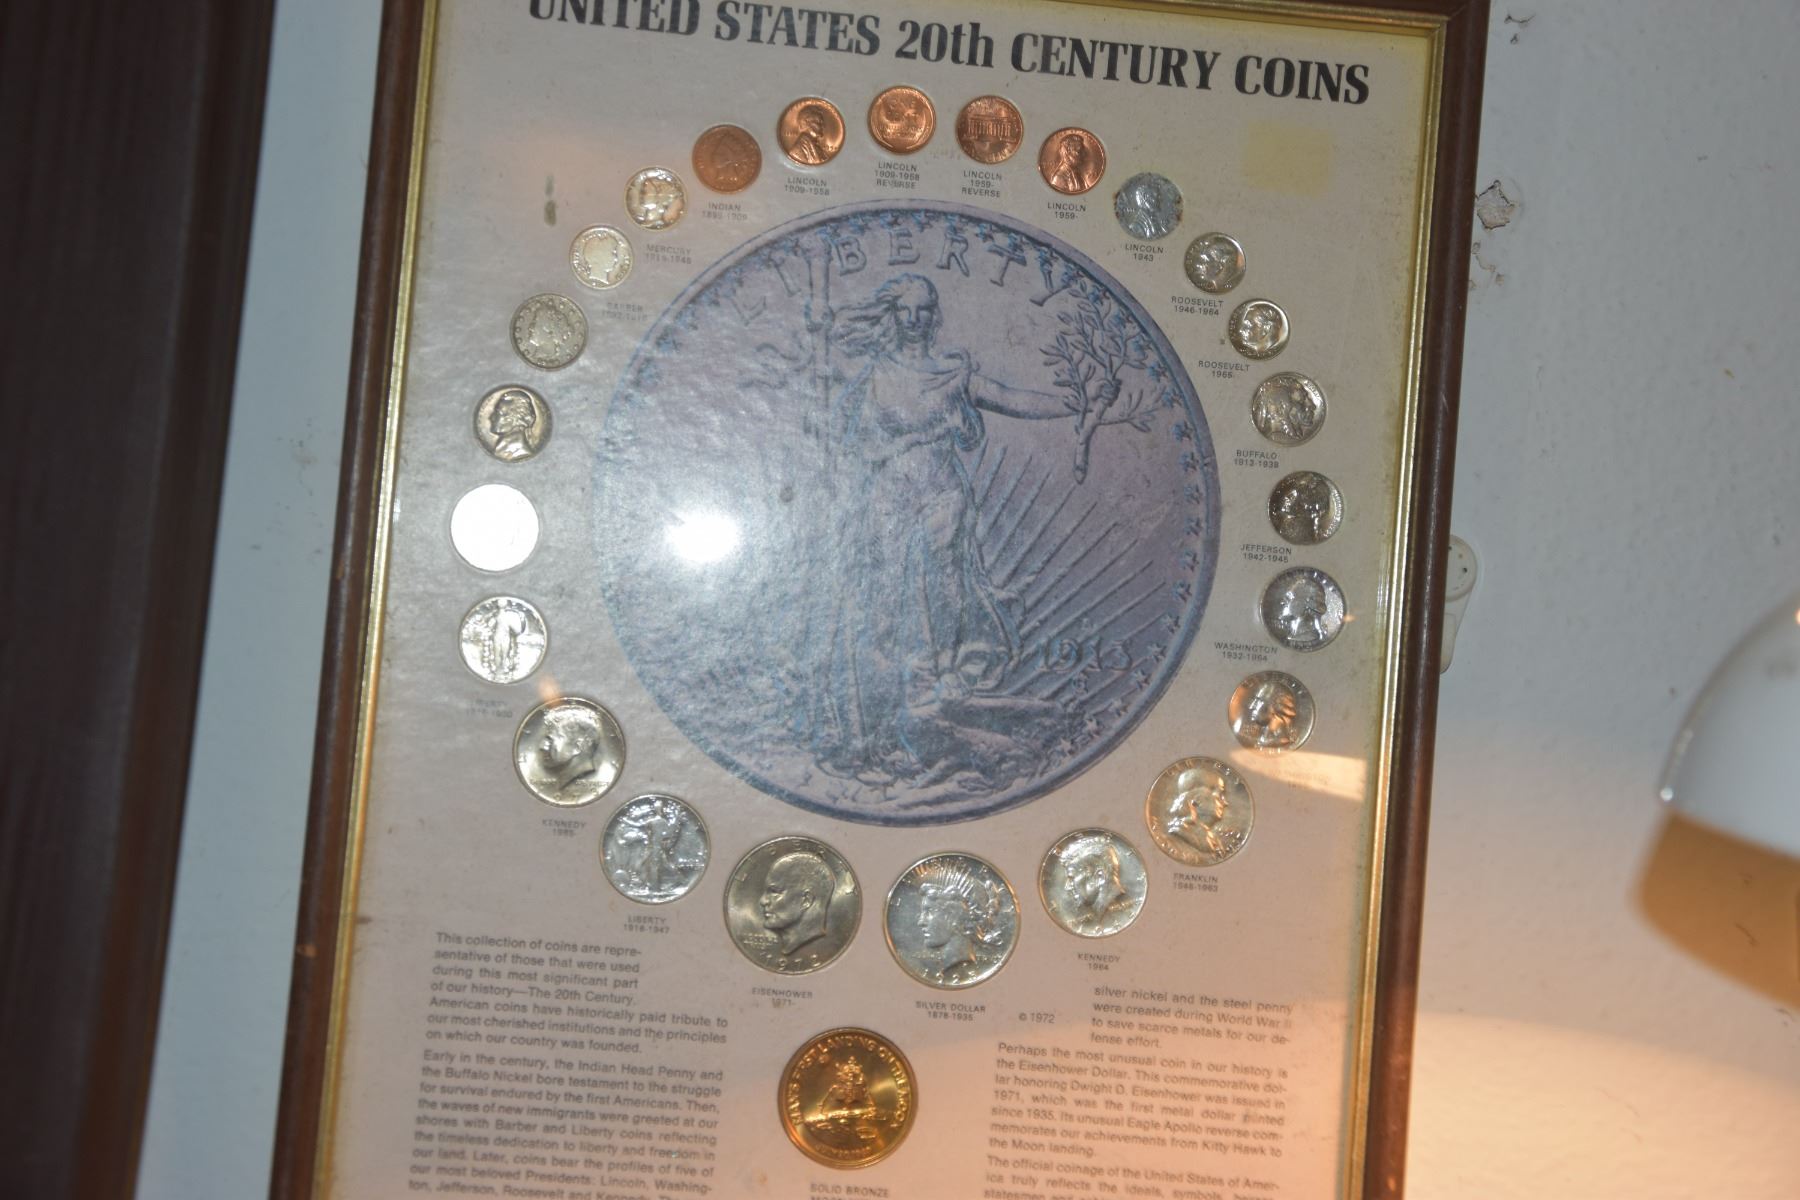 UNITED STATES 20th CENTURY COINS
LINCOLN
1909-1958
REVERSE
LINCOLN
1959-
REVERSE
LINCOLN
1909-1958
LINCOLN
1959-
INDIAN
MERCURY
LINCOLN
1943
ROOSEVELT
1946-1964
ROOSEVELT
1965-
BUFFALO
1913-1938
JEFFERSON
1942-1945
WASHINGTON
1932-1964
LIBERTY
1913
LIBERTY
KENNEDY
1965-
FRANKLIN
1948-1963
LIBERTY
1916-1947
KENNEDY
1964
EISENHOWER
1971-
SILVER DOLLAR
1878-1935
© 1972
This collection of coins are repre-
sentative of those that were used
during this most significant part
of our history—The 20th Century.
American coins have historically paid tribute to
our most cherished institutions and the principles
on which our country was founded.
Early in the century, the Indian Head Penny and
the Buffalo Nickel bore testament to the struggle
for survival endured by the first Americans. Then,
the waves of new immigrants were greeted at our
shores with Barber and Liberty coins reflecting
the timeless dedication to liberty and freedom in
our land. Later, coins bear the profiles of five of
our most beloved Presidents: Lincoln, Washing-
ton, Jefferson, Roosevelt and Kennedy. The
silver nickel and the steel penny
were created during World War II
to save scarce metals for our de-
fense effort.
Perhaps the most unusual coin in our history is
the Eisenhower Dollar. This commemorative dol-
lar honoring Dwight D. Eisenhower was issued in
1971, which was the first metal dollar minted
since 1935. Its unusual Eagle Apollo reverse com-
memorates our achievements from Kitty Hawk to
the Moon landing.
The official coinage of the United States of Amer-
ica truly reflects the ideals, symbols,
statesmen and
SOLID BRONZE